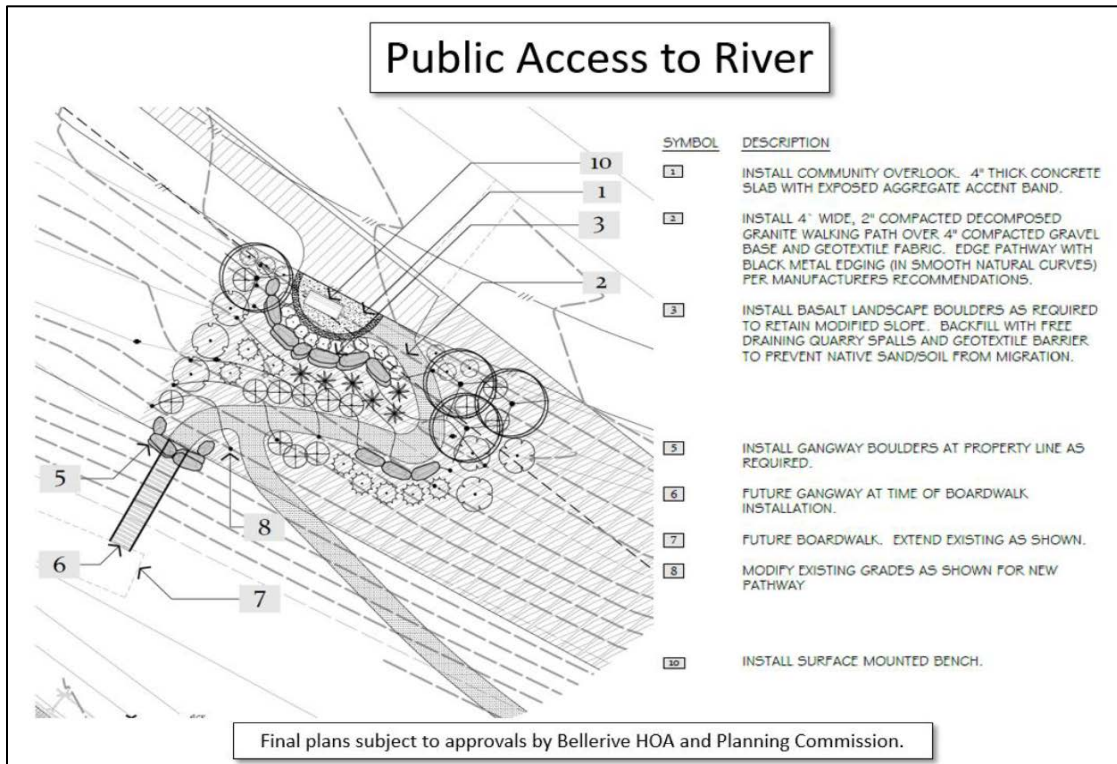 Public Access to River
10
1
3
2
5
8
6
7
SYMBOL DESCRIPTION
1 INSTALL COMMUNITY OVERLOOK. 4" THICK CONCRETE
SLAB WITH EXPOSED AGGREGATE ACCENT BAND.
2 INSTALL 4` WIDE, 2" COMPACTED DECOMPOSED
GRANITE WALKING PATH OVER 4" COMPACTED GRAVEL
BASE AND GEOTEXTILE FABRIC. EDGE PATHWAY WITH
BLACK METAL EDGING (IN SMOOTH NATURAL CURVES)
PER MANUFACTURERS RECOMMENDATIONS.
3 INSTALL BASALT LANDSCAPE BOULDERS AS REQUIRED
TO RETAIN MODIFIED SLOPE. BACKFILL WITH FREE
DRAINING QUARRY SPALLS AND GEOTEXTILE BARRIER
TO PREVENT NATIVE SAND/SOIL FROM MIGRATION.
5 INSTALL GANGWAY BOULDERS AT PROPERTY LINE AS
REQUIRED.
6 FUTURE GANGWAY AT TIME OF BOARDWALK
INSTALLATION.
7 FUTURE BOARDWALK. EXTEND EXISTING AS SHOWN.
8 MODIFY EXISTING GRADES AS SHOWN FOR NEW
PATHWAY
10 INSTALL SURFACE MOUNTED BENCH.
Final plans subject to approvals by Bellerive HOA and Planning Commission.